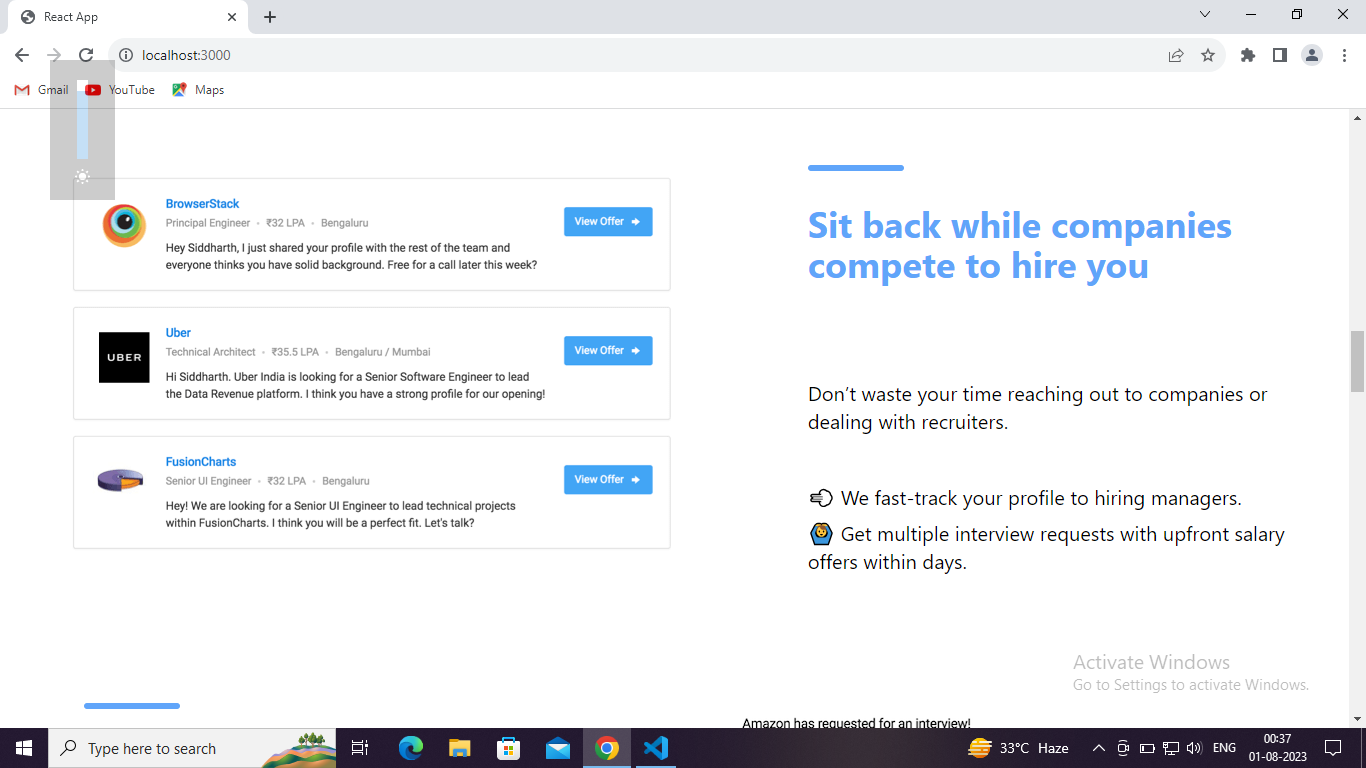 React App
localhost:3000
Gmail
YouTube
Maps
BrowserStack
Principal Engineer • ₹32 LPA • Bengaluru
Hey Siddharth, I just shared your profile with the rest of the team and
everyone thinks you have solid background. Free for a call later this week?
View Offer
UBER
Uber
Technical Architect • ₹35.5 LPA • Bengaluru / Mumbai
Hi Siddharth. Uber India is looking for a Senior Software Engineer to lead
the Data Revenue platform. I think you have a strong profile for our opening!
View Offer
FusionCharts
Senior UI Engineer • ₹32 LPA • Bengaluru
Hey! We are looking for a Senior UI Engineer to lead technical projects
within FusionCharts. I think you will be a perfect fit. Let's talk?
View Offer
Sit back while companies
compete to hire you
Don’t waste your time reaching out to companies or
dealing with recruiters.
We fast-track your profile to hiring managers.
Get multiple interview requests with upfront salary
offers within days.
Activate Windows
Go to Settings to activate Windows.
Amazon has requested for an interview!
Type here to search
33°C Haze
ENG
00:37
01-08-2023